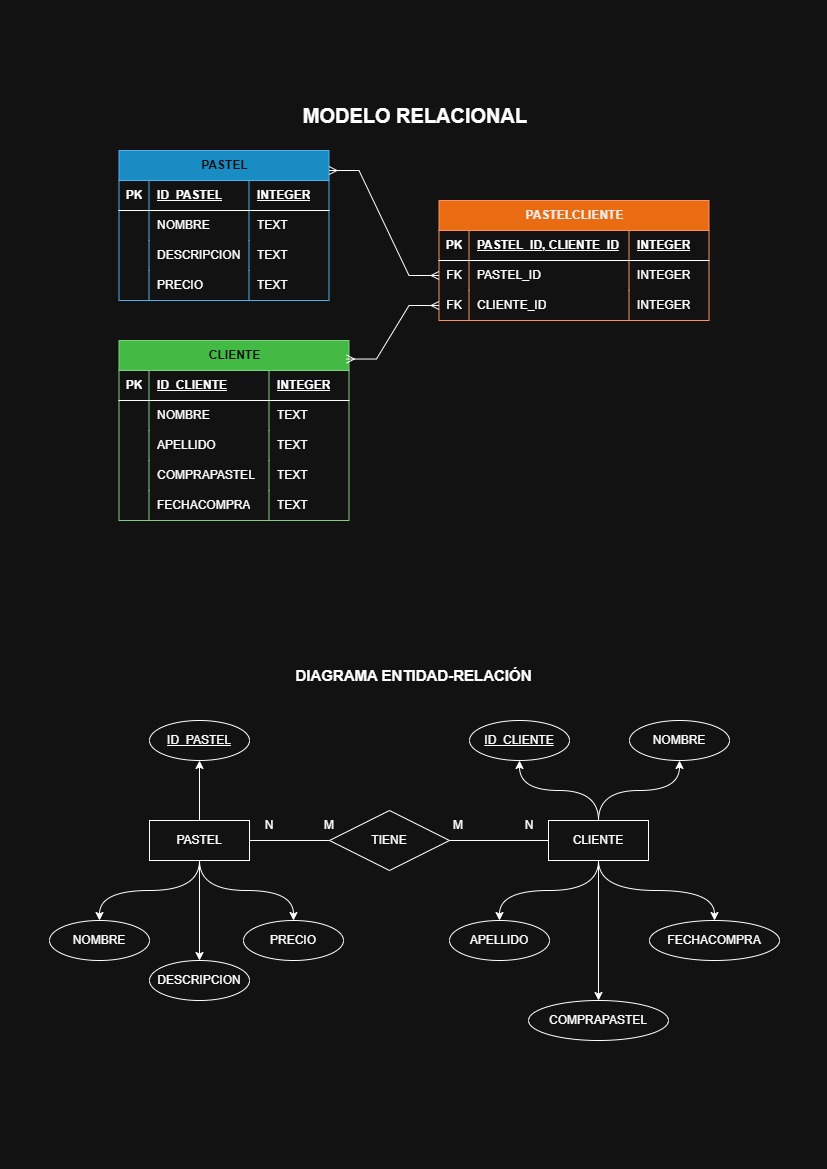 MODELO RELACIONAL
PASTEL
PK ID_PASTEL INTEGER
NOMBRE TEXT
DESCRIPCION TEXT
PRECIO TEXT
PASTELCLIENTE
PK PASTEL_ID, CLIENTE_ID INTEGER
FK PASTEL_ID INTEGER
FK CLIENTE_ID INTEGER
CLIENTE
PK ID_CLIENTE INTEGER
NOMBRE TEXT
APELLIDO TEXT
COMPRAPASTEL TEXT
FECHACOMPRA TEXT
DIAGRAMA ENTIDAD-RELACIÓN
ID_PASTEL ID_CLIENTE NOMBRE
N M M N
PASTEL TIENE CLIENTE
NOMBRE PRECIO APELLIDO FECHACOMPRA
DESCRIPCION
COMPRAPASTEL